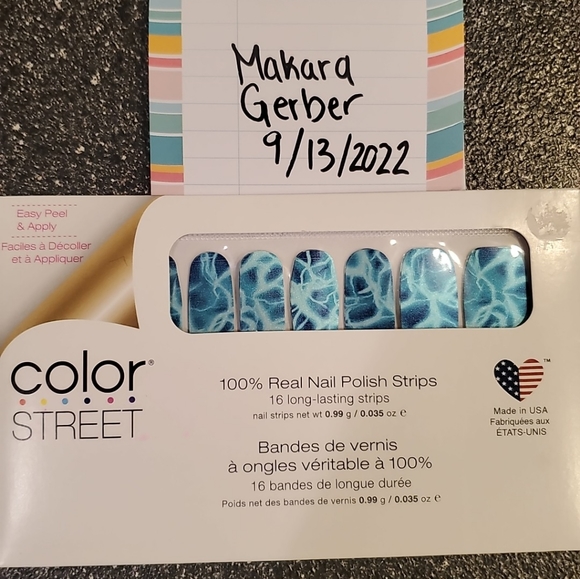 Makara
Gerber
9/13/2022
Easy Peel
& Apply
Faciles à Décoller
et à Appliquer
color®
STREET
100% Real Nail Polish Strips
16 long-lasting strips
nail strips net wt 0.99 g / 0.035 oz e
Bandes de vernis
à ongles véritable à 100%
16 bandes de longue durée
Poids net des bandes de vernis 0.99 g / 0.035 oz e
TM
Made in USA
Fabriquées aux
ÉTATS-UNIS